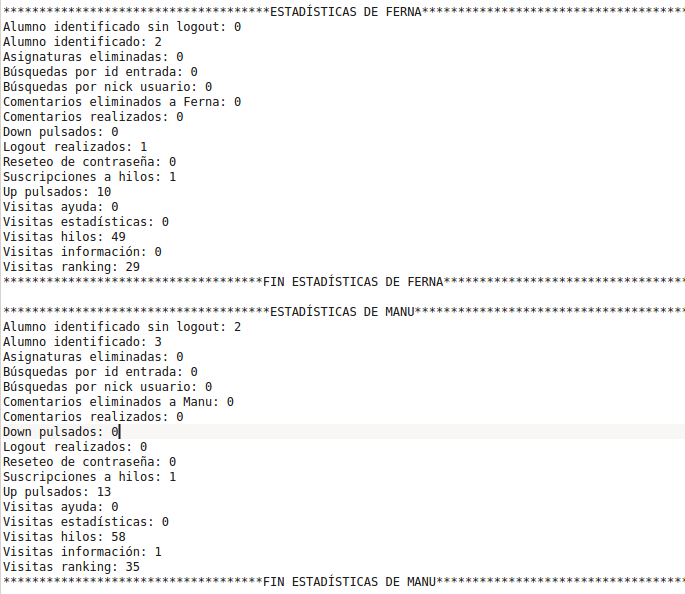 *************************************ESTADÍSTICAS DE FERNA*************************************
Alumno identificado sin logout: 0
Alumno identificado: 2
Asignaturas eliminadas: 0
Búsquedas por id entrada: 0
Búsquedas por nick usuario: 0
Comentarios eliminados a Ferna: 0
Comentarios realizados: 0
Down pulsados: 0
Logout realizados: 1
Reseteo de contraseña: 0
Suscripciones a hilos: 1
Up pulsados: 10
Visitas ayuda: 0
Visitas estadísticas: 0
Visitas hilos: 49
Visitas información: 0
Visitas ranking: 29
************************************FIN ESTADÍSTICAS DE FERNA**********************************
*************************************ESTADÍSTICAS DE MANU**************************************
Alumno identificado sin logout: 2
Alumno identificado: 3
Asignaturas eliminadas: 0
Búsquedas por id entrada: 0
Búsquedas por nick usuario: 0
Comentarios eliminados a Manu: 0
Comentarios realizados: 0
Down pulsados: 0
Logout realizados: 0
Reseteo de contraseña: 0
Suscripciones a hilos: 1
Up pulsados: 13
Visitas ayuda: 0
Visitas estadísticas: 0
Visitas hilos: 58
Visitas información: 1
Visitas ranking: 35
************************************FIN ESTADÍSTICAS DE MANU***********************************